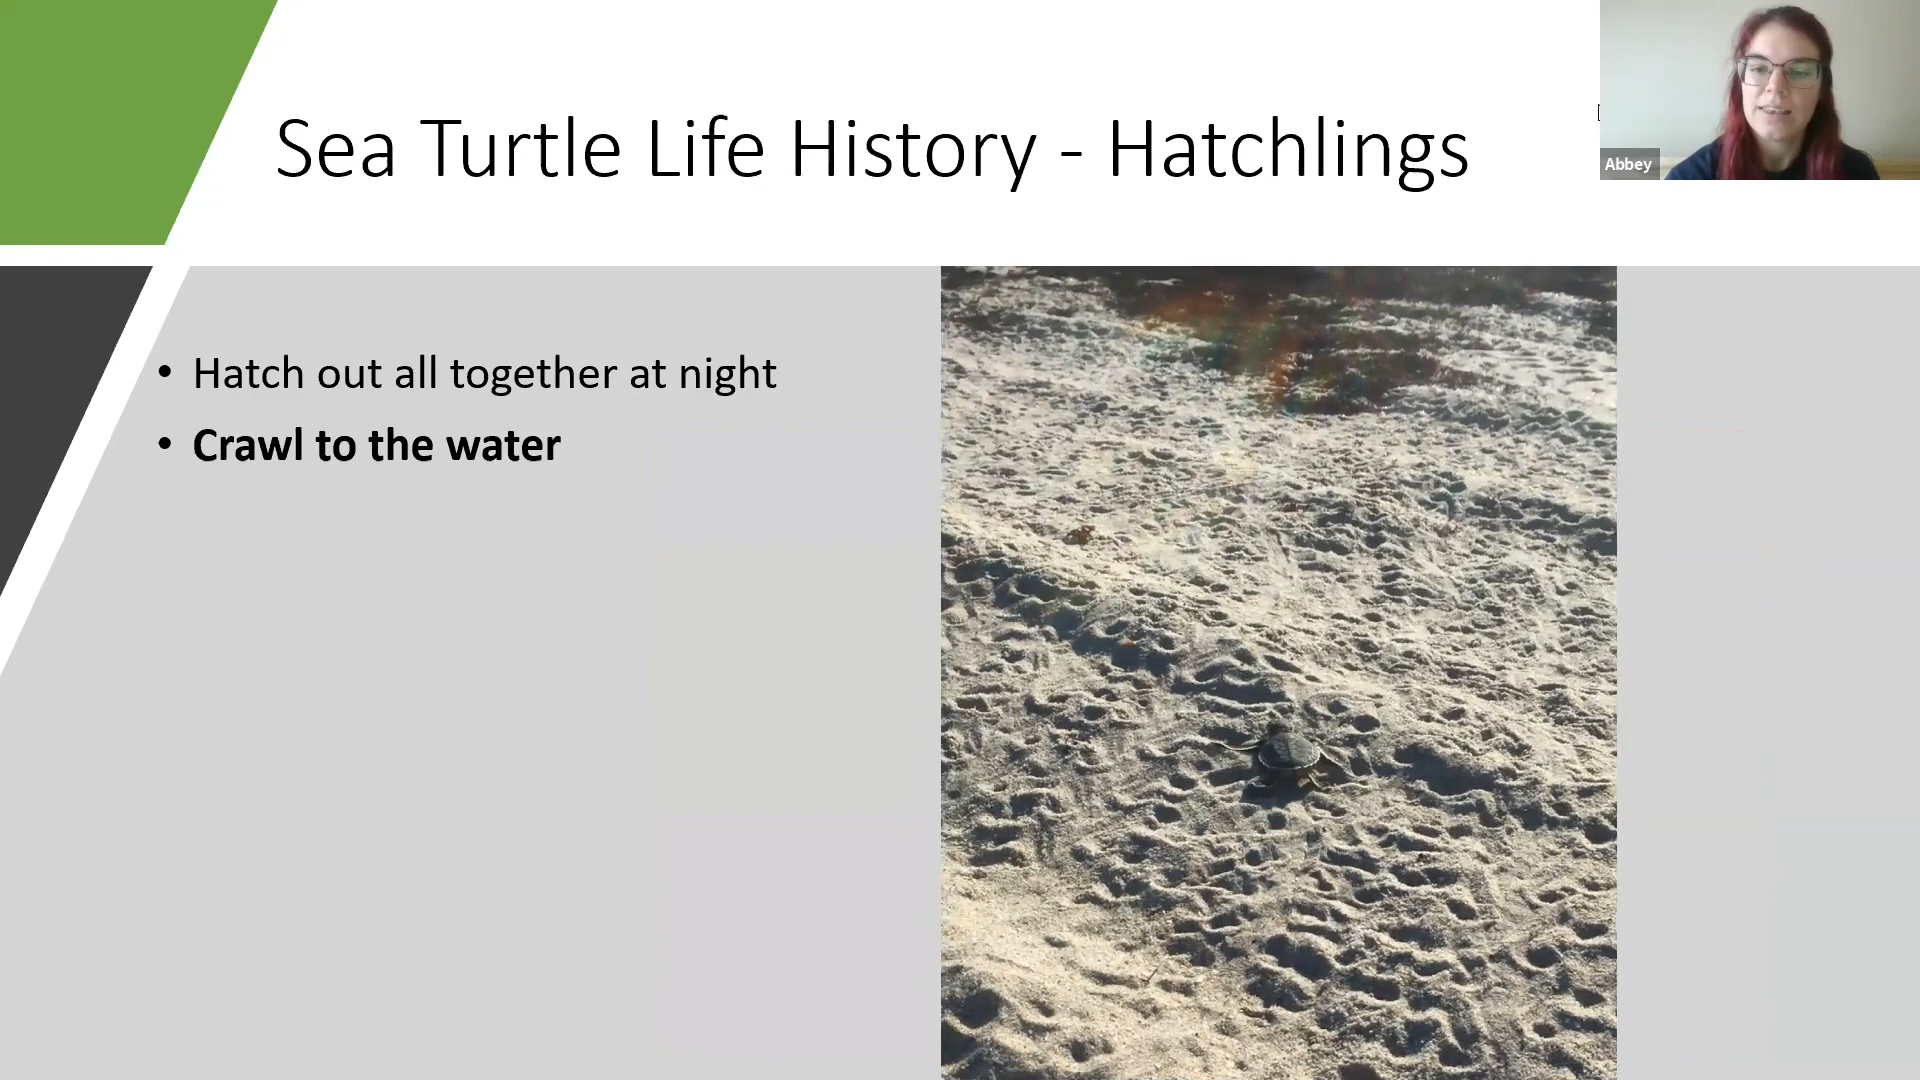 Sea Turtle Life History - Hatchlings
Abbey
• Hatch out all together at night
• Crawl to the water